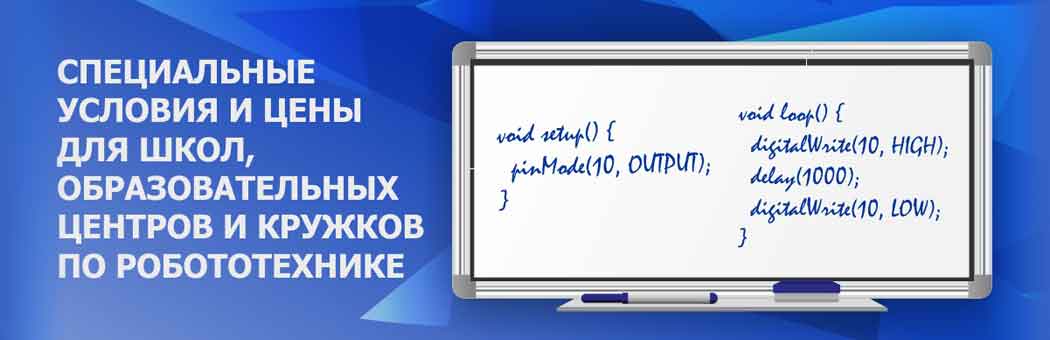 СПЕЦИАЛЬНЫЕ
УСЛОВИЯ И ЦЕНЫ
ДЛЯ ШКОЛ,
ОБРАЗОВАТЕЛЬНЫХ
ЦЕНТРОВ И КРУЖКОВ
ПО РОБОТОТЕХНИКЕ
void setup() {
pinMode(10, OUTPUT);
}
void loop() {
digitalWrite(10, HIGH);
delay(1000);
digitalWrite(10, LOW);
}